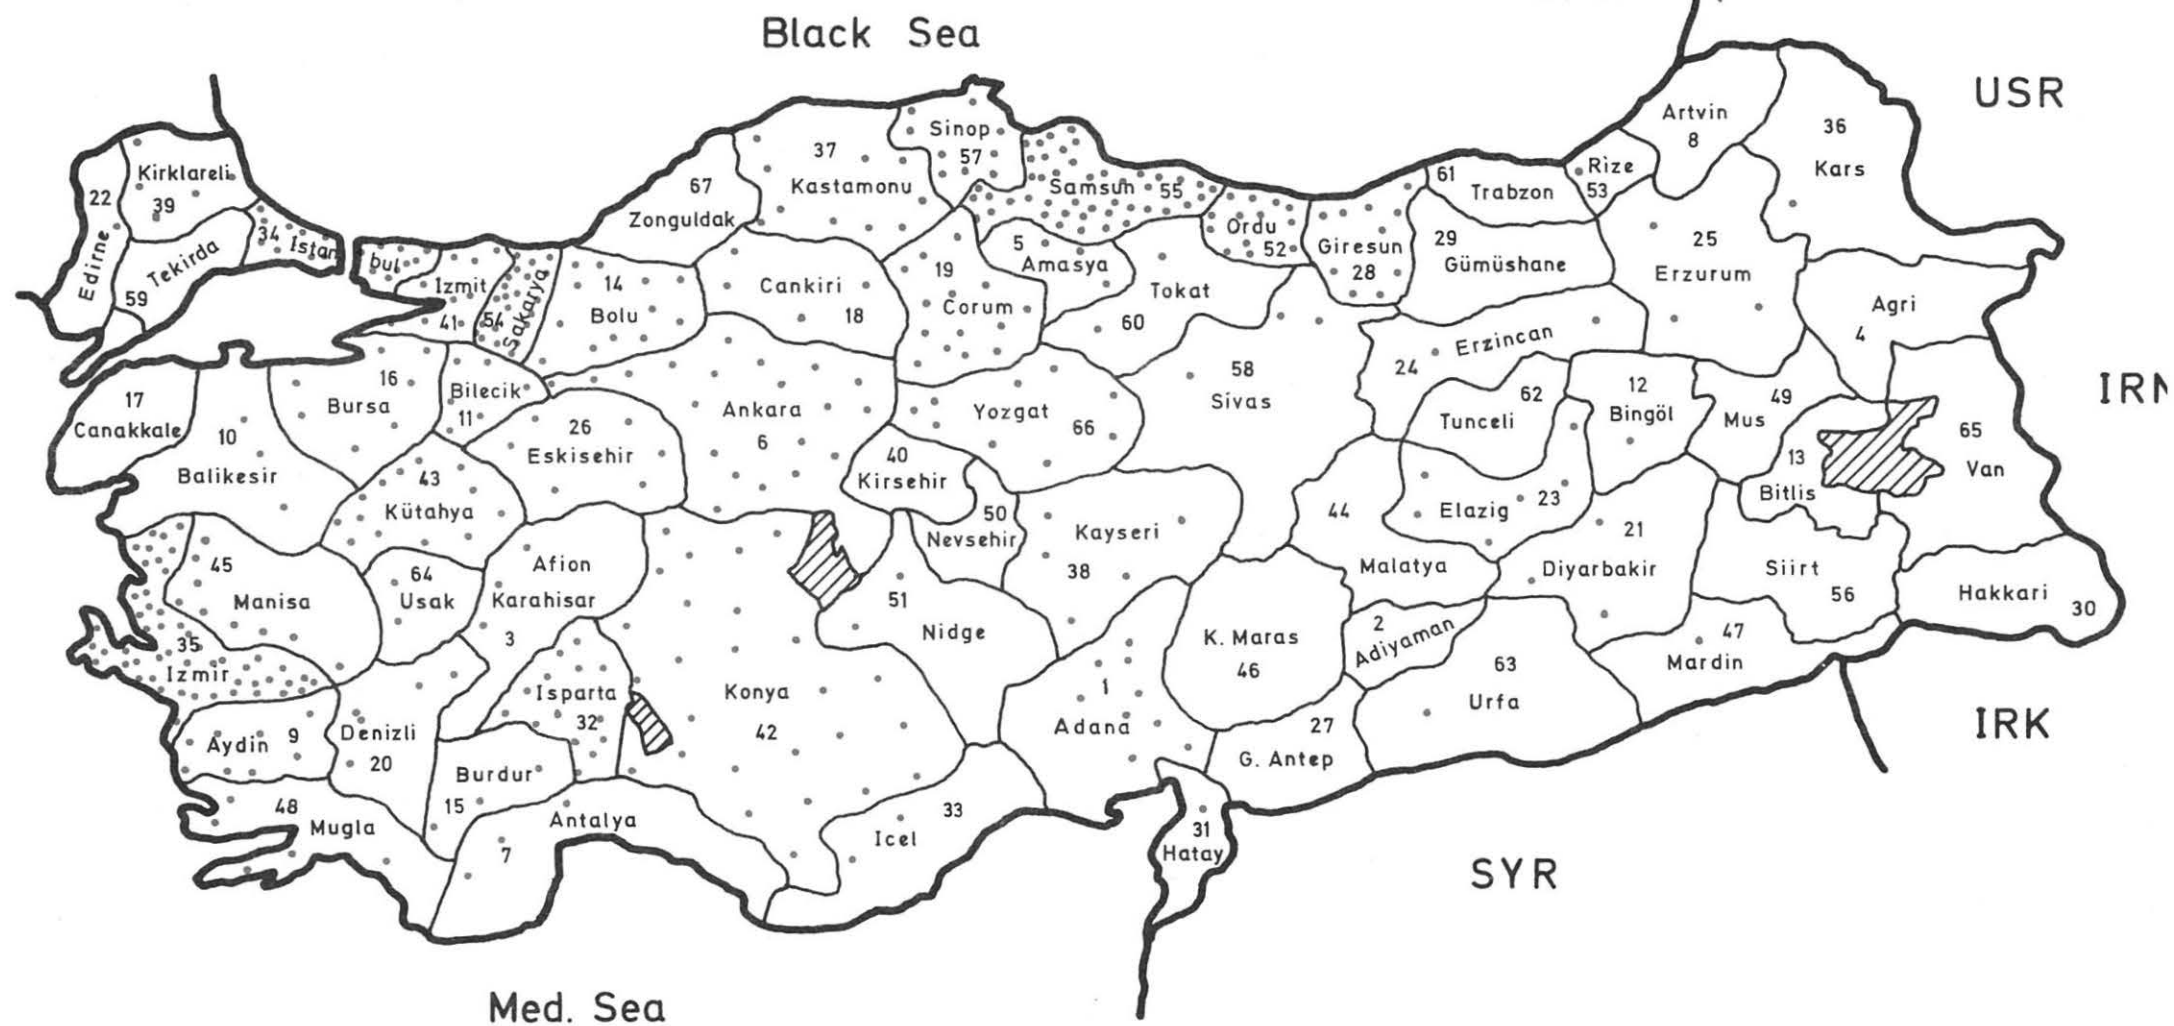 Black Sea
USR
Artvin
8
36
Kars
Sinop
57
37
Kastamonu
Kirklareli
39
22
Edirne
67
Zonguldak
Samsun 55
61
Trabzon
Rize
53
34 Istan
bul
Tekirda
59
Izmit
41
54
Sakarya
14
Bolu
Cankiri
18
19
Corum
5
Amasya
Tokat
60
Ordu
52
Giresun
28
29
Gümüshane
25
Erzurum
Agri
4
24
Erzincan
58
Sivas
62
Tunceli
12
Bingöl
49
Mus
IRN
17
Canakkale
10
Balikesir
16
Bursa
Bilecik
11
26
Eskisehir
Ankara
6
Yozgat
66
40
Kirsehir
13
Bitlis
65
Van
43
Kütahya
50
Nevsehir
Kayseri
38
44
Malatya
Elazig
23
21
Diyarbakir
Siirt
56
Hakkari
30
45
Manisa
64
Usak
Afion
Karahisar
3
51
Nidge
K. Maras
46
2
Adiyaman
63
Urfa
47
Mardin
35
Izmir
Isparta
32
Konya
42
1
Adana
27
G. Antep
Aydin
9
Denizli
20
Burdur
15
48
Mugla
Antalya
7
33
Icel
31
Hatay
IRK
SYR
Med. Sea